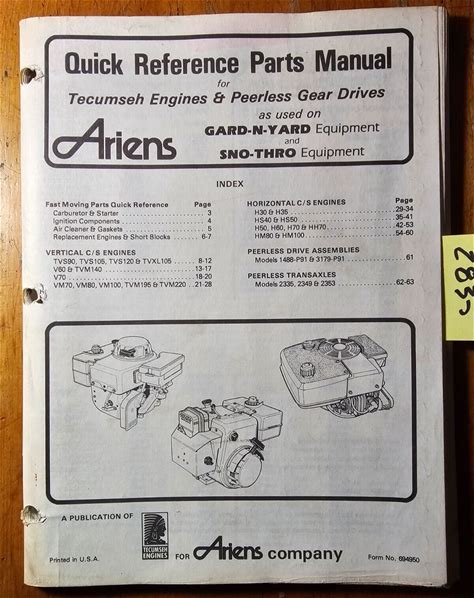 Quick Reference Parts Manual
for
Tecumseh Engines & Peerless Gear Drives
as used on
Ariens
GARD-N-YARD Equipment
and
SNO-THRO Equipment
INDEX
Fast Moving Parts Quick Reference Page
Carburetor & Starter 3
Ignition Components 4
Air Cleaner & Gaskets 5
Replacement Engines & Short Blocks 6-7
VERTICAL C/S ENGINES
TVS90, TVS105, TVS120 & TVXL105 8-12
V60 & TVM140 13-17
V70 18-20
VM70, VM80, VM100, TVM195 & TVM220 21-28
HORIZONTAL C/S ENGINES Page
H30 & H35 29-34
HS40 & HS50 35-41
H50, H60, H70 & HH70 42-53
HM80 & HM100 54-60
PEERLESS DRIVE ASSEMBLIES
Models 1488-P91 & 3179-P91 61
PEERLESS TRANSAXLES
Models 2335, 2349 & 2353 62-63
2835
A PUBLICATION OF
TECUMSEH
ENGINES
FOR Ariens company
Printed in U.S.A.
Form No. 694950